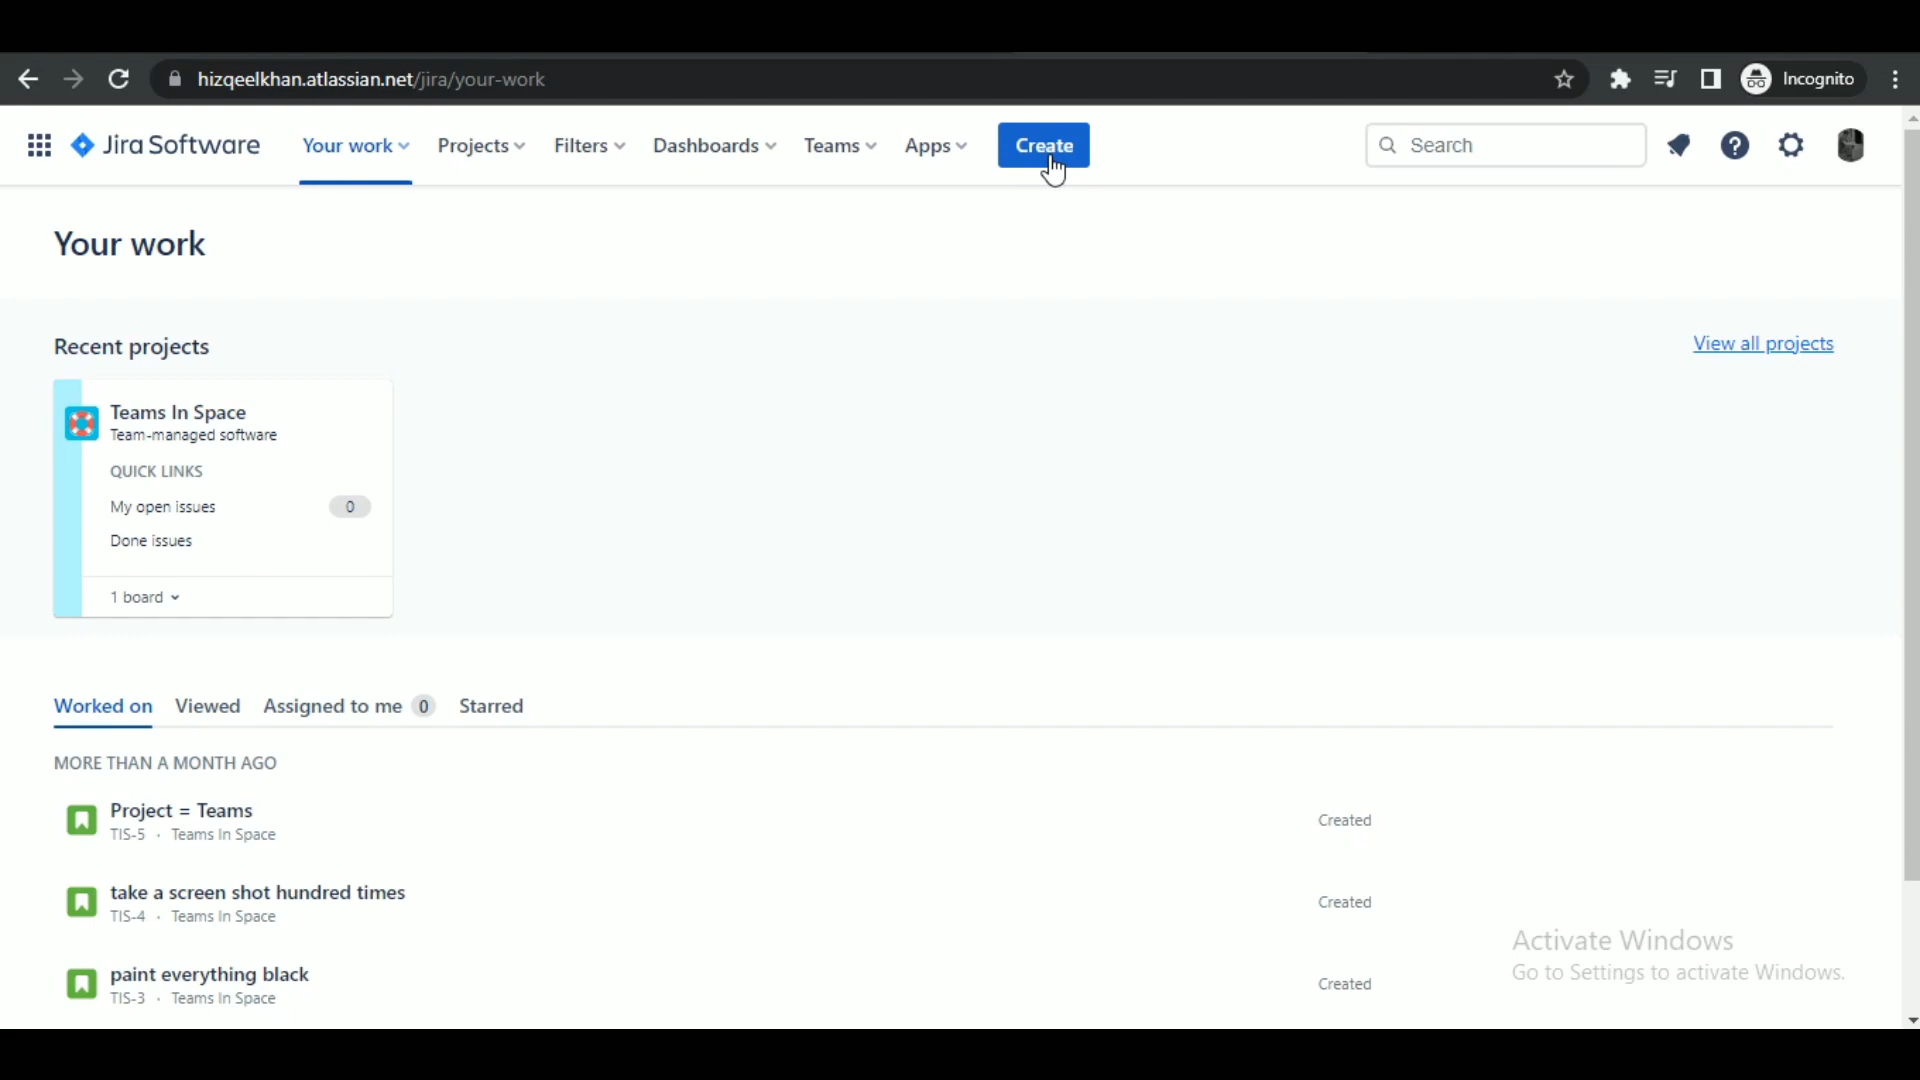 hizqeelkhan.atlassian.net/jira/your-work
Incognito
Jira Software
Your work
Projects
Filters
Dashboards
Teams
Apps
Create
Search
Your work
Recent projects
View all projects
Teams In Space
Team-managed software
QUICK LINKS
My open issues 0
Done issues
1 board
Worked on
Viewed
Assigned to me 0
Starred
MORE THAN A MONTH AGO
Project = Teams
TIS-5 · Teams In Space
Created
take a screen shot hundred times
TIS-4 · Teams In Space
Created
paint everything black
TIS-3 · Teams In Space
Created
Activate Windows
Go to Settings to activate Windows.